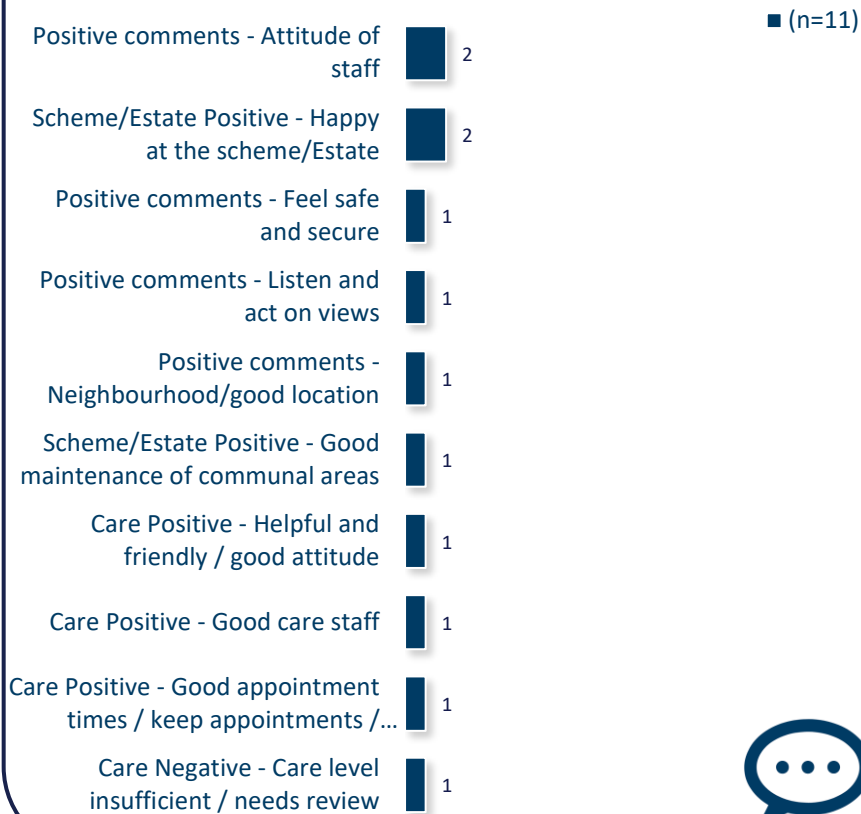 (n=11)
Positive comments - Attitude of
staff
2
Scheme/Estate Positive - Happy
at the scheme/Estate
2
Positive comments - Feel safe
and secure
1
Positive comments - Listen and
act on views
1
Positive comments -
Neighbourhood/good location
1
Scheme/Estate Positive - Good
maintenance of communal areas
1
Care Positive - Helpful and
friendly / good attitude
1
Care Positive - Good care staff
1
Care Positive - Good appointment
times / keep appointments /...
1
Care Negative - Care level
insufficient / needs review
1